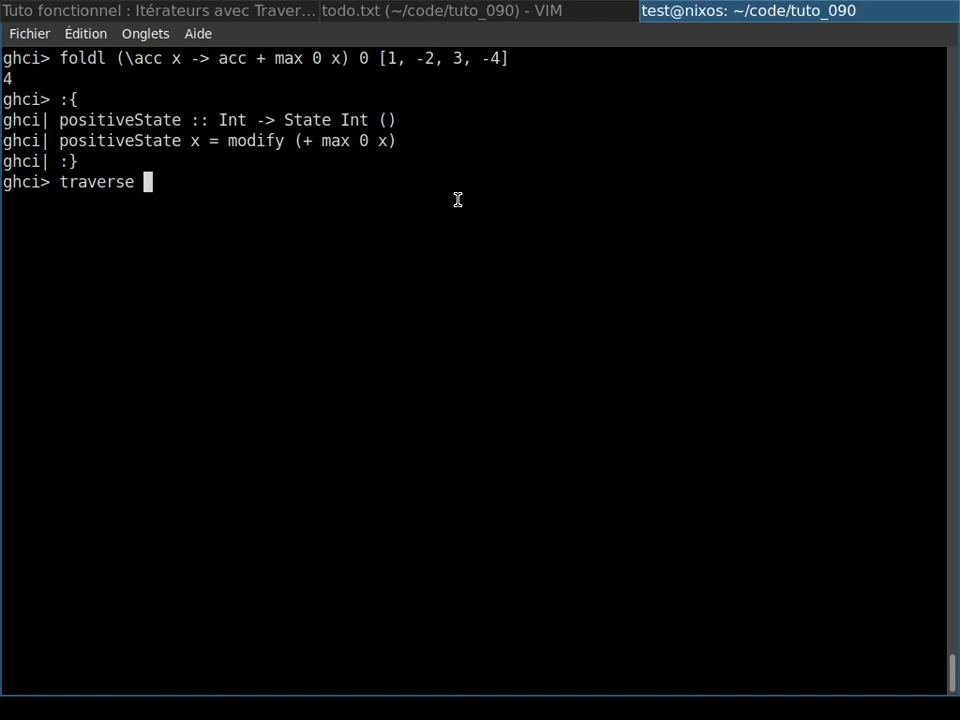 Tuto fonctionnel : Itérateurs avec Traver... todo.txt (~/code/tuto_090) - VIM test@nixos: ~/code/tuto_090
Fichier Édition Onglets Aide
ghci> foldl (\acc x -> acc + max 0 x) 0 [1, -2, 3, -4]
4
ghci> :{
ghci| positiveState :: Int -> State Int ()
ghci| positiveState x = modify (+ max 0 x)
ghci| :}
ghci> traverse